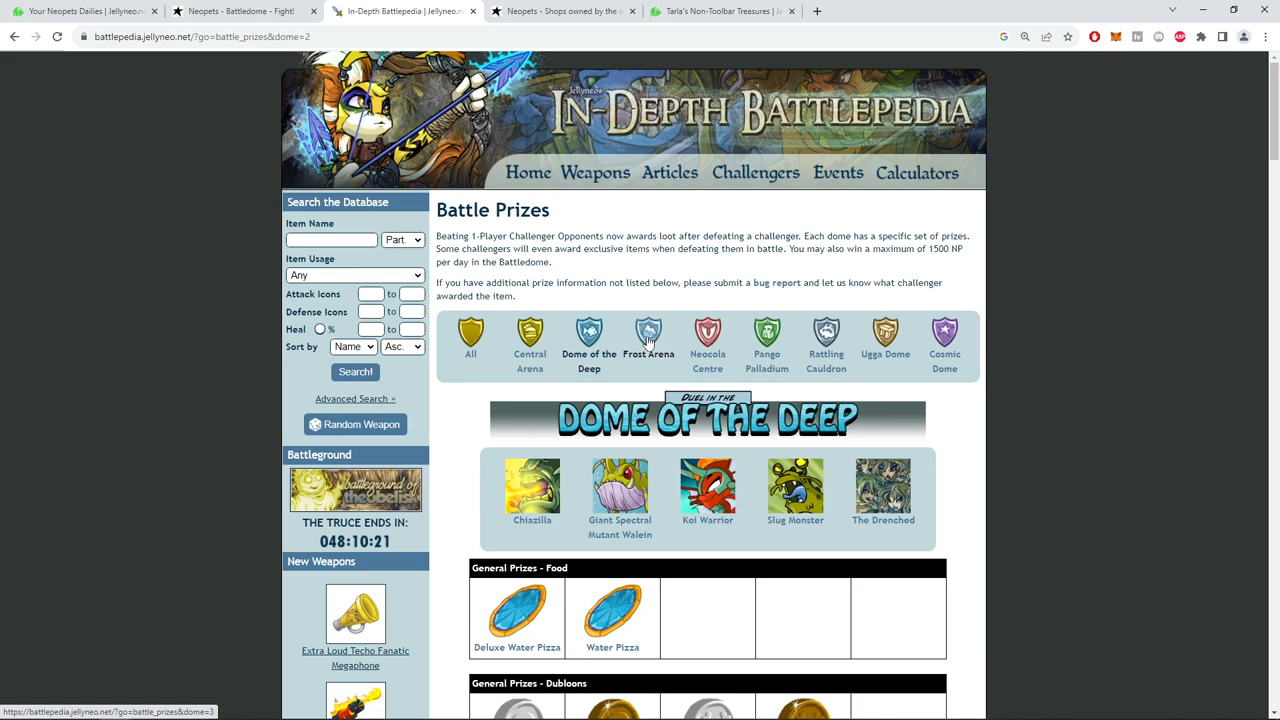 Your Neopets Dailies | Jellyneo.n
Neopets - Battledome - Fight!
In-Depth Battlepedia | Jellyneo.ne
Neopets - Shops owned by the o
Tarla's Non-Toolbar Treasures | Je
battlepedia.jellyneo.net/?go=battle_prizes&dome=2
Jellyneo's
IN-DEPTH BATTLEPEDIA
Home Weapons Articles Challengers Events Calculators
Search the Database
Item Name
Part.
Item Usage
Any
Attack Icons to
Defense Icons to
Heal % to
Sort by Name Asc.
Search!
Advanced Search »
Random Weapon
Battleground
battleground of
the obelisk
THE TRUCE ENDS IN:
048:10:21
New Weapons
Extra Loud Techo Fanatic
Megaphone
Battle Prizes
Beating 1-Player Challenger Opponents now awards loot after defeating a challenger. Each dome has a specific set of prizes.
Some challengers will even award exclusive items when defeating them in battle. You may also win a maximum of 1500 NP
per day in the Battledome.
If you have additional prize information not listed below, please submit a bug report and let us know what challenger
awarded the item.
All
Central
Arena
Dome of the
Deep
Frost Arena
Neocola
Centre
Pango
Palladium
Rattling
Cauldron
Ugga Dome
Cosmic
Dome
DUEL IN THE
DOME OF THE DEEP
Chiazilla
Giant Spectral
Mutant Walein
Koi Warrior
Slug Monster
The Drenched
General Prizes - Food
Deluxe Water Pizza
Water Pizza
General Prizes - Dubloons
https://battlepedia.jellyneo.net/?go=battle_prizes&dome=3